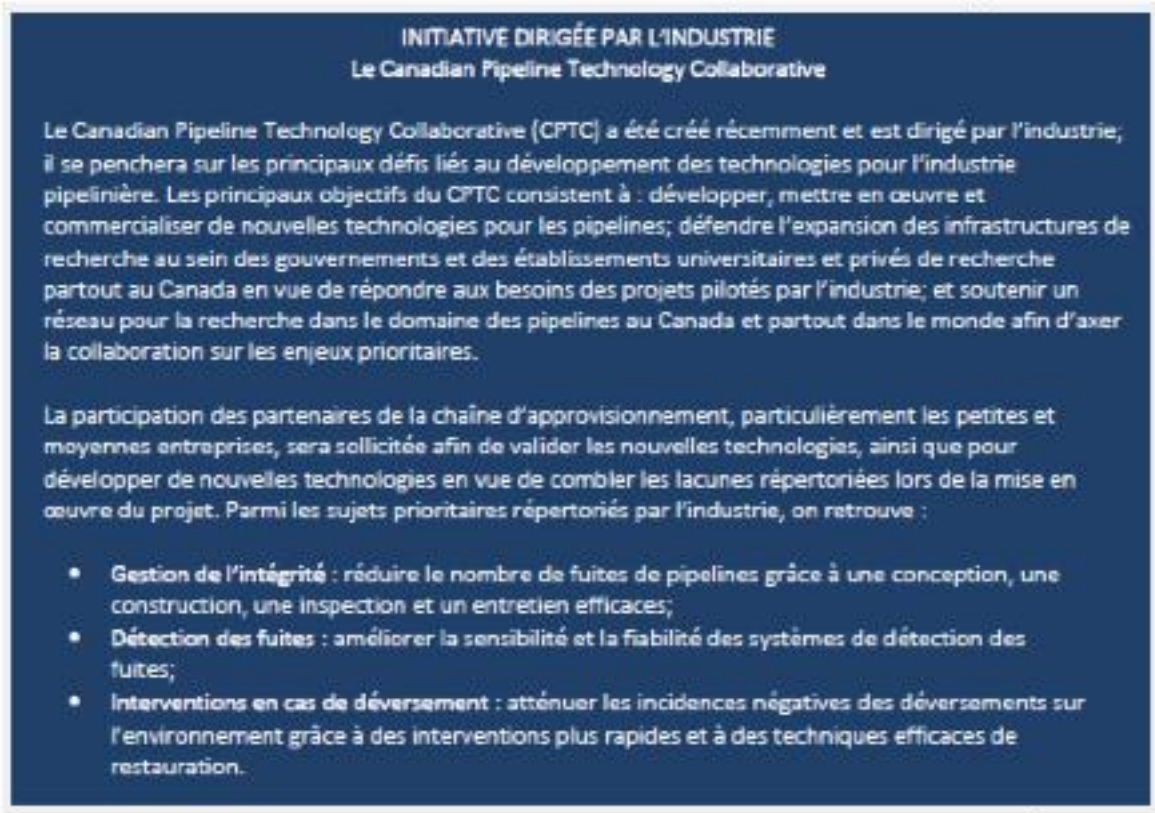 INITIATIVE DIRIGÉE PAR L'INDUSTRIE
Le Canadian Pipeline Technology Collaborative
Le Canadian Pipeline Technology Collaborative (CPTC) a été créé récemment et est dirigé par l'industrie;
il se penchera sur les principaux défis liés au développement des technologies pour l'industrie
pipelinière. Les principaux objectifs du CPTC consistent à : développer, mettre en œuvre et
commercialiser de nouvelles technologies pour les pipelines; défendre l'expansion des infrastructures de
recherche au sein des gouvernements et des établissements universitaires et privés de recherche
partout au Canada en vue de répondre aux besoins des projets pilotés par l'industrie; et soutenir un
réseau pour la recherche dans le domaine des pipelines au Canada et partout dans le monde afin d'axer
la collaboration sur les enjeux prioritaires.
La participation des partenaires de la chaîne d'approvisionnement, particulièrement les petites et
moyennes entreprises, sera sollicitée afin de valider les nouvelles technologies, ainsi que pour
développer de nouvelles technologies en vue de combler les lacunes répertoriées lors de la mise en
œuvre du projet. Parmi les sujets prioritaires répertoriés par l'industrie, on retrouve :
• Gestion de l'intégrité : réduire le nombre de fuites de pipelines grâce à une conception, une
construction, une inspection et un entretien efficaces;
• Détection des fuites : améliorer la sensibilité et la fiabilité des systèmes de détection des
fuites;
• Interventions en cas de déversement : atténuer les incidences négatives des déversements sur
l'environnement grâce à des interventions plus rapides et à des techniques efficaces de
restauration.